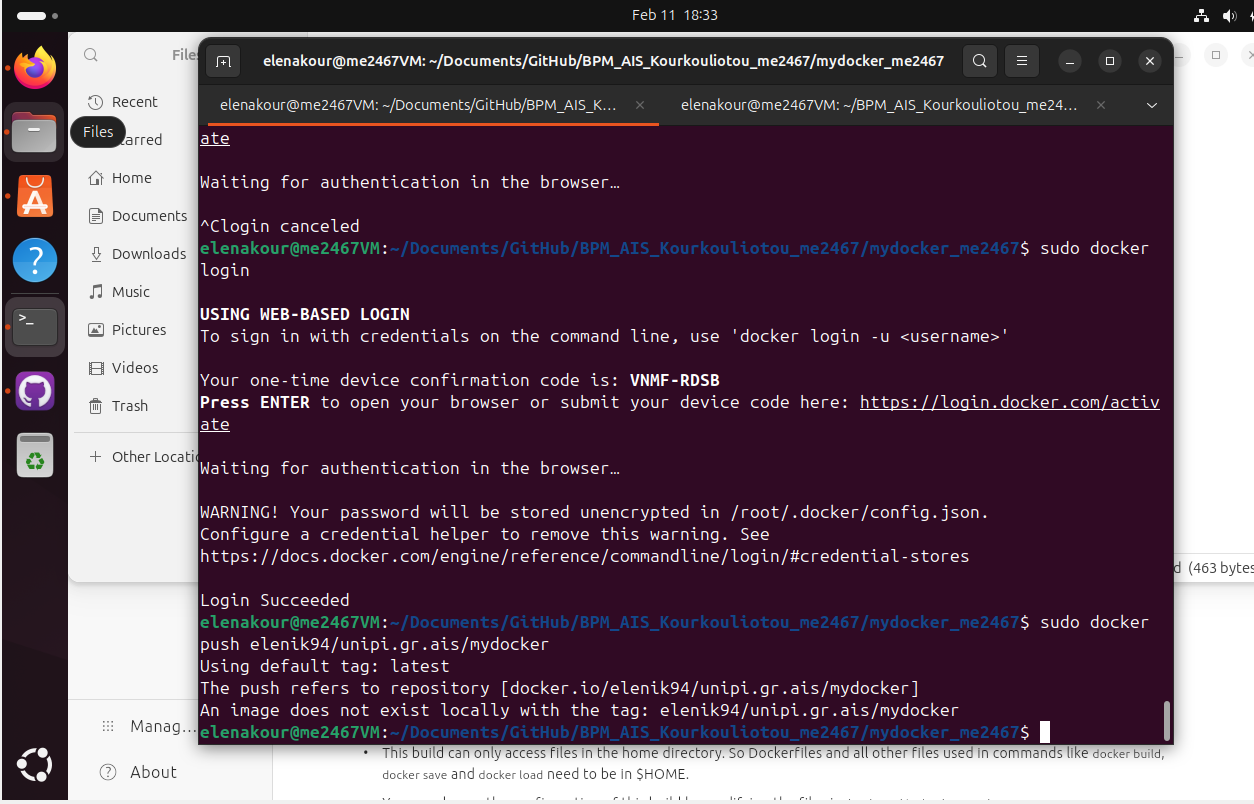 Feb 11 18:33
Files
elenakour@me2467VM: ~/Documents/GitHub/BPM_AIS_Kourkouliotou_me2467/mydocker_me2467
elenakour@me2467VM: ~/Documents/GitHub/BPM_AIS_K…
elenakour@me2467VM: ~/BPM_AIS_Kourkouliotou_me24…
Files
Recent
arred
Home
Documents
Downloads
Music
Pictures
Videos
Trash
Other Locatio
ate
Waiting for authentication in the browser…
^Clogin canceled
elenakour@me2467VM:~/Documents/GitHub/BPM_AIS_Kourkouliotou_me2467/mydocker_me2467$ sudo docker
login
USING WEB-BASED LOGIN
To sign in with credentials on the command line, use 'docker login -u <username>'
Your one-time device confirmation code is: VNMF-RDSB
Press ENTER to open your browser or submit your device code here: https://login.docker.com/activ
ate
Waiting for authentication in the browser…
WARNING! Your password will be stored unencrypted in /root/.docker/config.json.
Configure a credential helper to remove this warning. See
https://docs.docker.com/engine/reference/commandline/login/#credential-stores
d (463 bytes
Login Succeeded
elenakour@me2467VM:~/Documents/GitHub/BPM_AIS_Kourkouliotou_me2467/mydocker_me2467$ sudo docker
push elenik94/unipi.gr.ais/mydocker
Using default tag: latest
The push refers to repository [docker.io/elenik94/unipi.gr.ais/mydocker]
An image does not exist locally with the tag: elenik94/unipi.gr.ais/mydocker
elenakour@me2467VM:~/Documents/GitHub/BPM_AIS_Kourkouliotou_me2467/mydocker_me2467$
Manag…
About
• This build can only access files in the home directory. So Dockerfiles and all other files used in commands like docker build,
docker save and docker load need to be in $HOME.